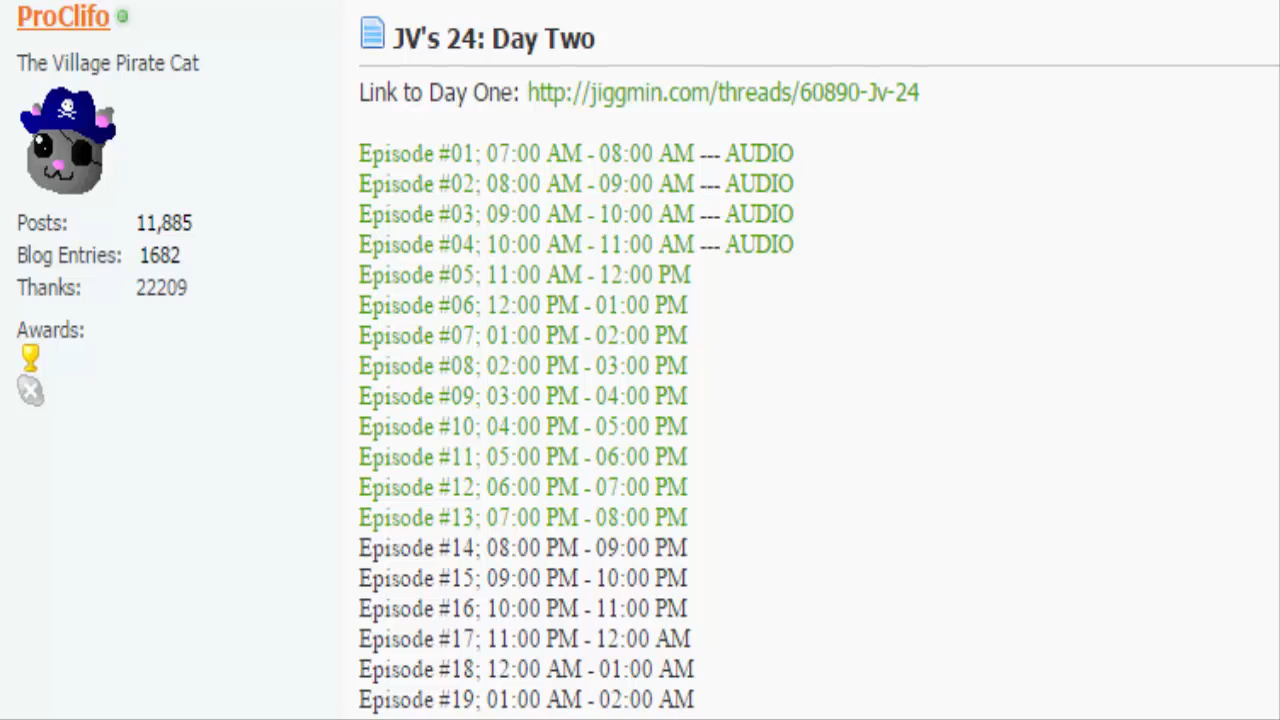 ProClifo
The Village Pirate Cat
Posts: 11,885
Blog Entries: 1682
Thanks: 22209
Awards:
JV's 24: Day Two
Link to Day One: http://jiggmin.com/threads/60890-Jv-24
Episode #01; 07:00 AM - 08:00 AM --- AUDIO
Episode #02; 08:00 AM - 09:00 AM --- AUDIO
Episode #03; 09:00 AM - 10:00 AM --- AUDIO
Episode #04; 10:00 AM - 11:00 AM --- AUDIO
Episode #05; 11:00 AM - 12:00 PM
Episode #06; 12:00 PM - 01:00 PM
Episode #07; 01:00 PM - 02:00 PM
Episode #08; 02:00 PM - 03:00 PM
Episode #09; 03:00 PM - 04:00 PM
Episode #10; 04:00 PM - 05:00 PM
Episode #11; 05:00 PM - 06:00 PM
Episode #12; 06:00 PM - 07:00 PM
Episode #13; 07:00 PM - 08:00 PM
Episode #14; 08:00 PM - 09:00 PM
Episode #15; 09:00 PM - 10:00 PM
Episode #16; 10:00 PM - 11:00 PM
Episode #17; 11:00 PM - 12:00 AM
Episode #18; 12:00 AM - 01:00 AM
Episode #19; 01:00 AM - 02:00 AM